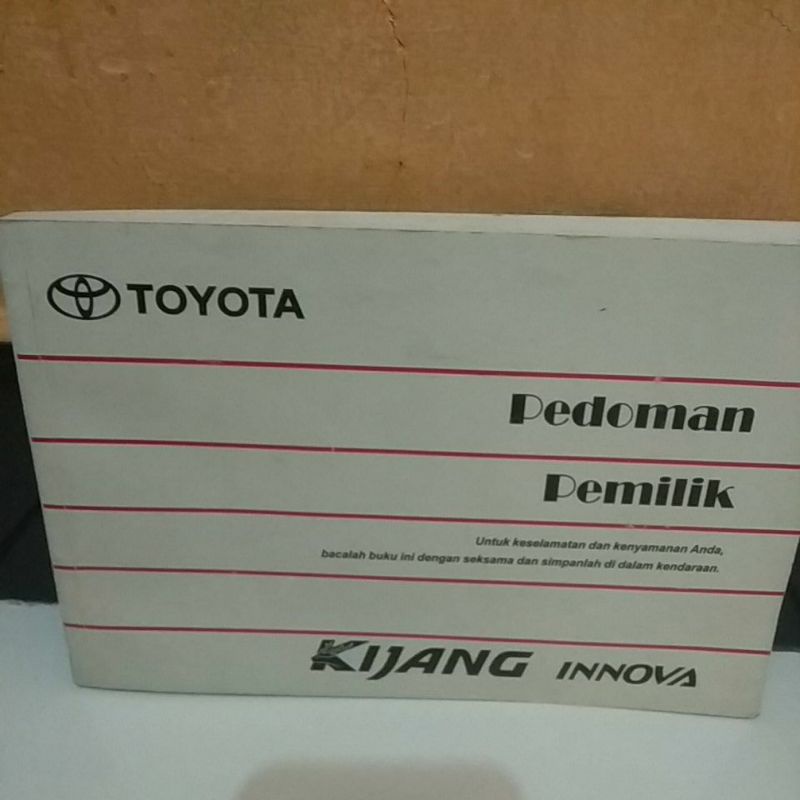 TOYOTA
Pedoman
Pemilik
Untuk keselamatan dan kenyamanan Anda,
bacalah buku ini dengan seksama dan simpanlah di dalam kendaraan.
KIJANG INNOVA